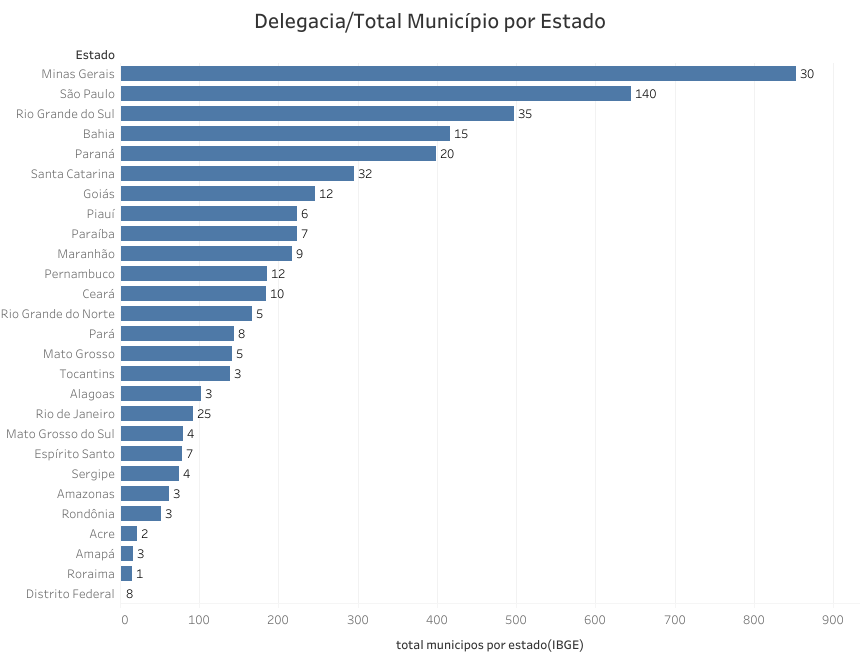 Delegacia/Total Município por Estado
Estado
Minas Gerais 30
São Paulo 140
Rio Grande do Sul 35
Bahia 15
Paraná 20
Santa Catarina 32
Goiás 12
Piauí 6
Paraíba 7
Maranhão 9
Pernambuco 12
Ceará 10
Rio Grande do Norte 5
Pará 8
Mato Grosso 5
Tocantins 3
Alagoas 3
Rio de Janeiro 25
Mato Grosso do Sul 4
Espírito Santo 7
Sergipe 4
Amazonas 3
Rondônia 3
Acre 2
Amapá 3
Roraima 1
Distrito Federal 8
0 100 200 300 400 500 600 700 800 900
total municipos por estado(IBGE)